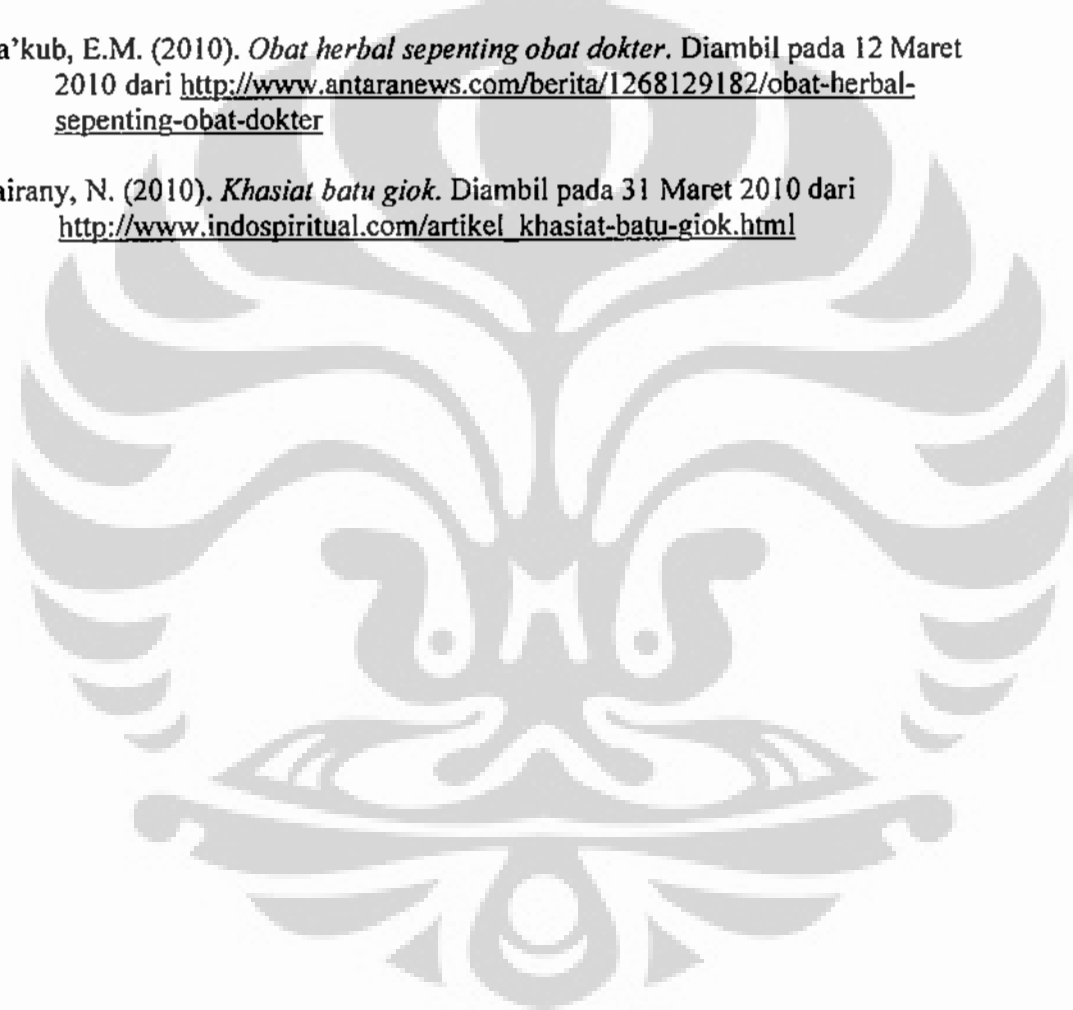 a'kub, E.M. (2010). Obat herbal sepenting obat dokter. Diambil pada 12 Maret
2010 dari http://www.antaranews.com/berita/1268129182/obat-herbal-
sepenting-obat-dokter
airany, N. (2010). Khasiat batu giok. Diambil pada 31 Maret 2010 dari
http://www.indospiritual.com/artikel_khasiat-batu-giok.html